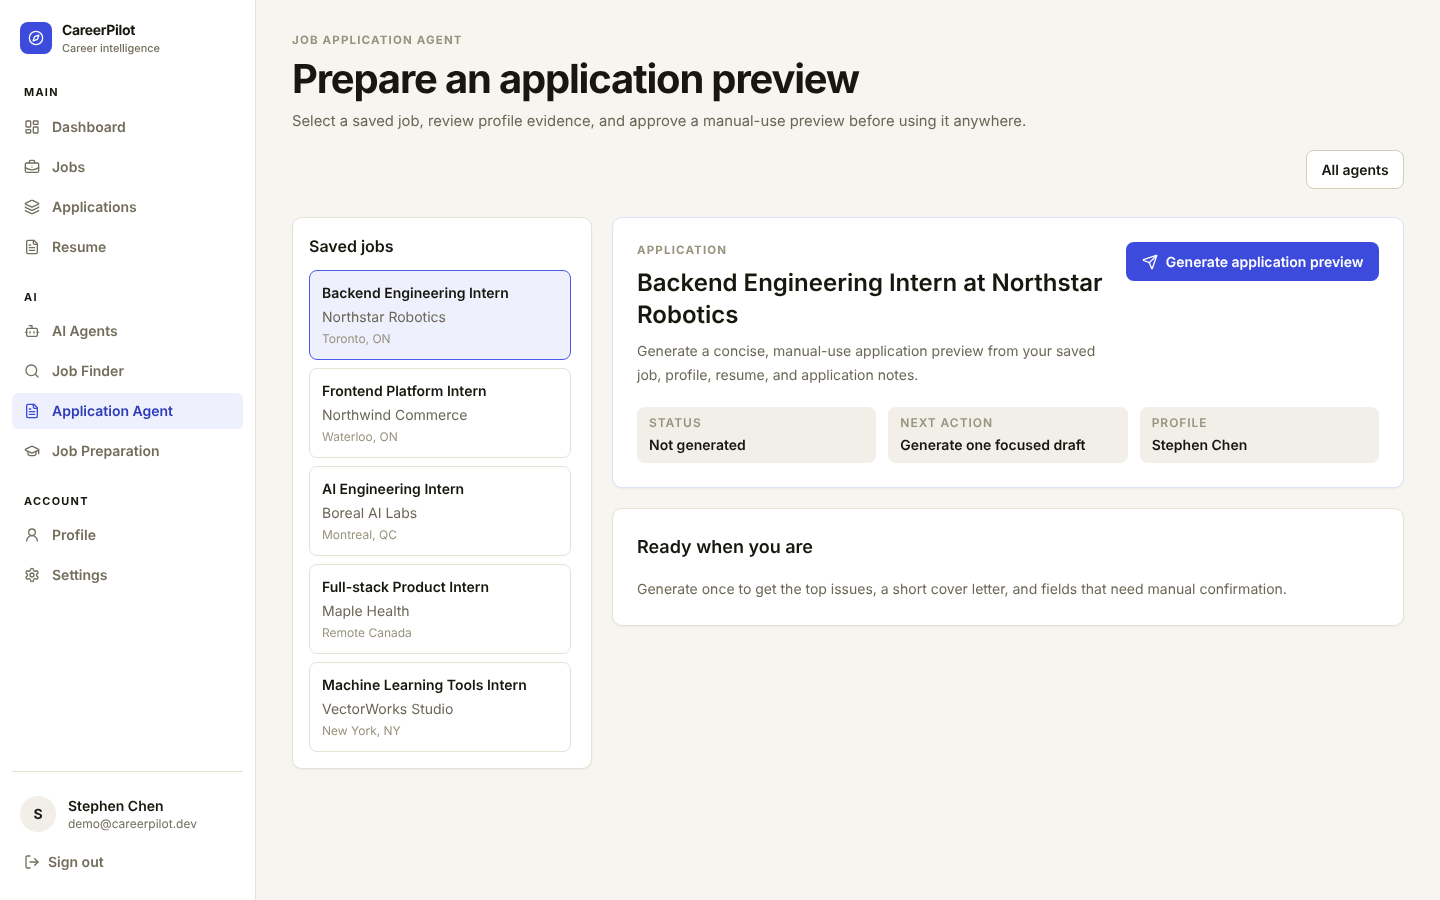 CareerPilot
Career intelligence
MAIN
Dashboard
Jobs
Applications
Resume
AI
AI Agents
Job Finder
Application Agent
Job Preparation
ACCOUNT
Profile
Settings
S
Stephen Chen
demo@careerpilot.dev
Sign out
JOB APPLICATION AGENT
Prepare an application preview
Select a saved job, review profile evidence, and approve a manual-use preview before using it anywhere.
All agents
Saved jobs
Backend Engineering Intern
Northstar Robotics
Toronto, ON
Frontend Platform Intern
Northwind Commerce
Waterloo, ON
AI Engineering Intern
Boreal AI Labs
Montreal, QC
Full-stack Product Intern
Maple Health
Remote Canada
Machine Learning Tools Intern
VectorWorks Studio
New York, NY
APPLICATION
Backend Engineering Intern at Northstar
Robotics
Generate a concise, manual-use application preview from your saved
job, profile, resume, and application notes.
Generate application preview
STATUS
Not generated
NEXT ACTION
Generate one focused draft
PROFILE
Stephen Chen
Ready when you are
Generate once to get the top issues, a short cover letter, and fields that need manual confirmation.